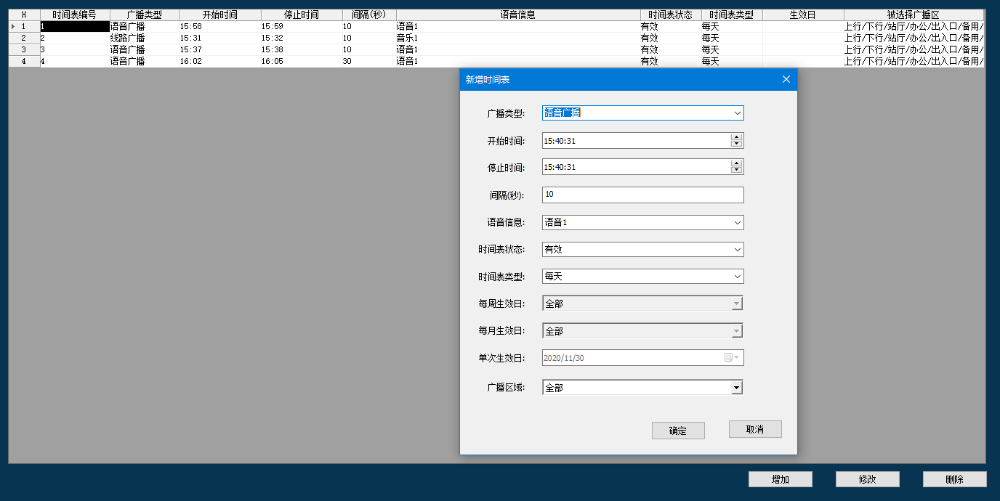 H 时间表编号 广播类型 开始时间 停止时间 间隔(秒) 语音信息 时间表状态 时间表类型 生效日 被选择广播区
1 1 语音广播 15:58 15:59 10 语音1 有效 每天 上行/下行/站厅/办公/出入口/备用/
2 2 线路广播 15:31 15:32 10 音乐1 有效 每天 上行/下行/站厅/办公/出入口/备用/
3 3 语音广播 15:37 15:38 10 语音1 有效 每天 上行/下行/站厅/办公/出入口/备用/
4 4 语音广播 16:02 16:05 30 语音1 有效 每天 上行/下行/站厅/办公/出入口/备用/
新增时间表
广播类型: 语音广播
开始时间: 15:40:31
停止时间: 15:40:31
间隔(秒): 10
语音信息: 语音1
时间表状态: 有效
时间表类型: 每天
每周生效日: 全部
每月生效日: 全部
单次生效日: 2020/11/30
广播区域: 全部
确定 取消
增加 修改 删除